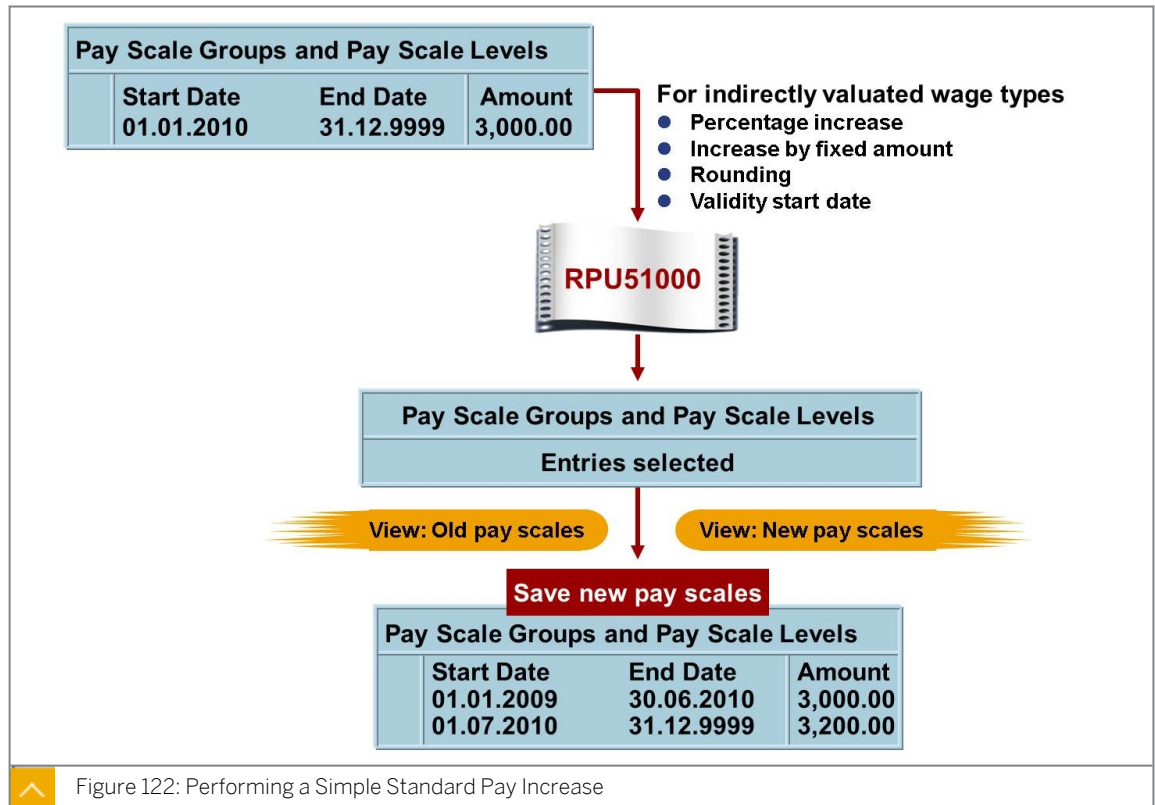 Pay Scale Groups and Pay Scale Levels
Start Date End Date Amount
01.01.2010 31.12.9999 3,000.00
For indirectly valuated wage types
Percentage increase
Increase by fixed amount
Rounding
Validity start date
RPU51000
Pay Scale Groups and Pay Scale Levels
Entries selected
View: Old pay scales
View: New pay scales
Save new pay scales
Pay Scale Groups and Pay Scale Levels
Start Date End Date Amount
01.01.2009 30.06.2010 3,000.00
01.07.2010 31.12.9999 3,200.00
Figure 122: Performing a Simple Standard Pay Increase